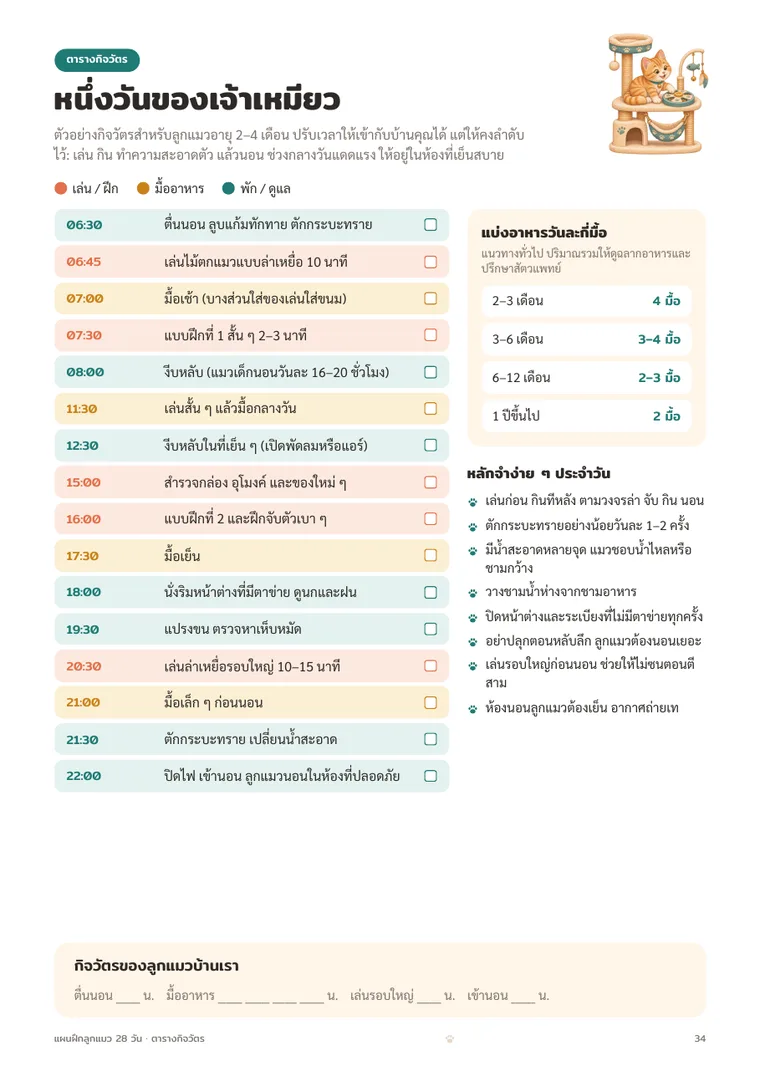 ตารางกิจวัตร
หนึ่งวันของเจ้าเหมียว
ตัวอย่างกิจวัตรสำหรับลูกแมวอายุ 2–4 เดือน ปรับเวลาให้เข้ากับบ้านคุณได้ แต่ให้คงลำดับ
ไว้: เล่น กิน ทำความสะอาดตัว แล้วนอน ช่วงกลางวันแดดแรง ให้อยู่ในห้องที่เย็นสบาย
เล่น / ฝึก มื้ออาหาร พัก / ดูแล
06:30 ตื่นนอน ลูบแก้มทักทาย ตักกระบะทราย
06:45 เล่นไม้ตกแมวแบบล่าเหยื่อ 10 นาที
07:00 มื้อเช้า (บางส่วนใส่ของเล่นใส่ขนม)
07:30 แบบฝึกที่ 1 สั้น ๆ 2–3 นาที
08:00 งีบหลับ (แมวเด็กนอนวันละ 16–20 ชั่วโมง)
11:30 เล่นสั้น ๆ แล้วมื้อกลางวัน
12:30 งีบหลับในที่เย็น ๆ (เปิดพัดลมหรือแอร์)
15:00 สำรวจกล่อง อุโมงค์ และของใหม่ ๆ
16:00 แบบฝึกที่ 2 และฝึกจับตัวเบา ๆ
17:30 มื้อเย็น
18:00 นั่งริมหน้าต่างที่มีตาข่าย ดูนกและฝน
19:30 แปรงขน ตรวจหาเห็บหมัด
20:30 เล่นล่าเหยื่อรอบใหญ่ 10–15 นาที
21:00 มื้อเล็ก ๆ ก่อนนอน
21:30 ตักกระบะทราย เปลี่ยนน้ำสะอาด
22:00 ปิดไฟ เข้านอน ลูกแมวนอนในห้องที่ปลอดภัย
แบ่งอาหารวันละกี่มื้อ
แนวทางทั่วไป ปริมาณรวมให้ดูฉลากอาหารและ
ปรึกษาสัตวแพทย์
2–3 เดือน 4 มื้อ
3–6 เดือน 3–4 มื้อ
6–12 เดือน 2–3 มื้อ
1 ปีขึ้นไป 2 มื้อ
หลักจำง่าย ๆ ประจำวัน
เล่นก่อน กินทีหลัง ตามวงจรล่า จับ กิน นอน
ตักกระบะทรายอย่างน้อยวันละ 1–2 ครั้ง
มีน้ำสะอาดหลายจุด แมวชอบน้ำไหลหรือ
ชามกว้าง
วางชามน้ำห่างจากชามอาหาร
ปิดหน้าต่างและระเบียงที่ไม่มีตาข่ายทุกครั้ง
อย่าปลุกตอนหลับลึก ลูกแมวต้องนอนเยอะ
เล่นรอบใหญ่ก่อนนอน ช่วยให้ไม่ซนตอนตี
สาม
ห้องนอนลูกแมวต้องเย็น อากาศถ่ายเท
กิจวัตรของลูกแมวบ้านเรา
ตื่นนอน ____ น. มื้ออาหาร ____ ____ ____ ____ น. เล่นรอบใหญ่ ____ น. เข้านอน ____ น.
แผนฝึกลูกแมว 28 วัน · ตารางกิจวัตร 34